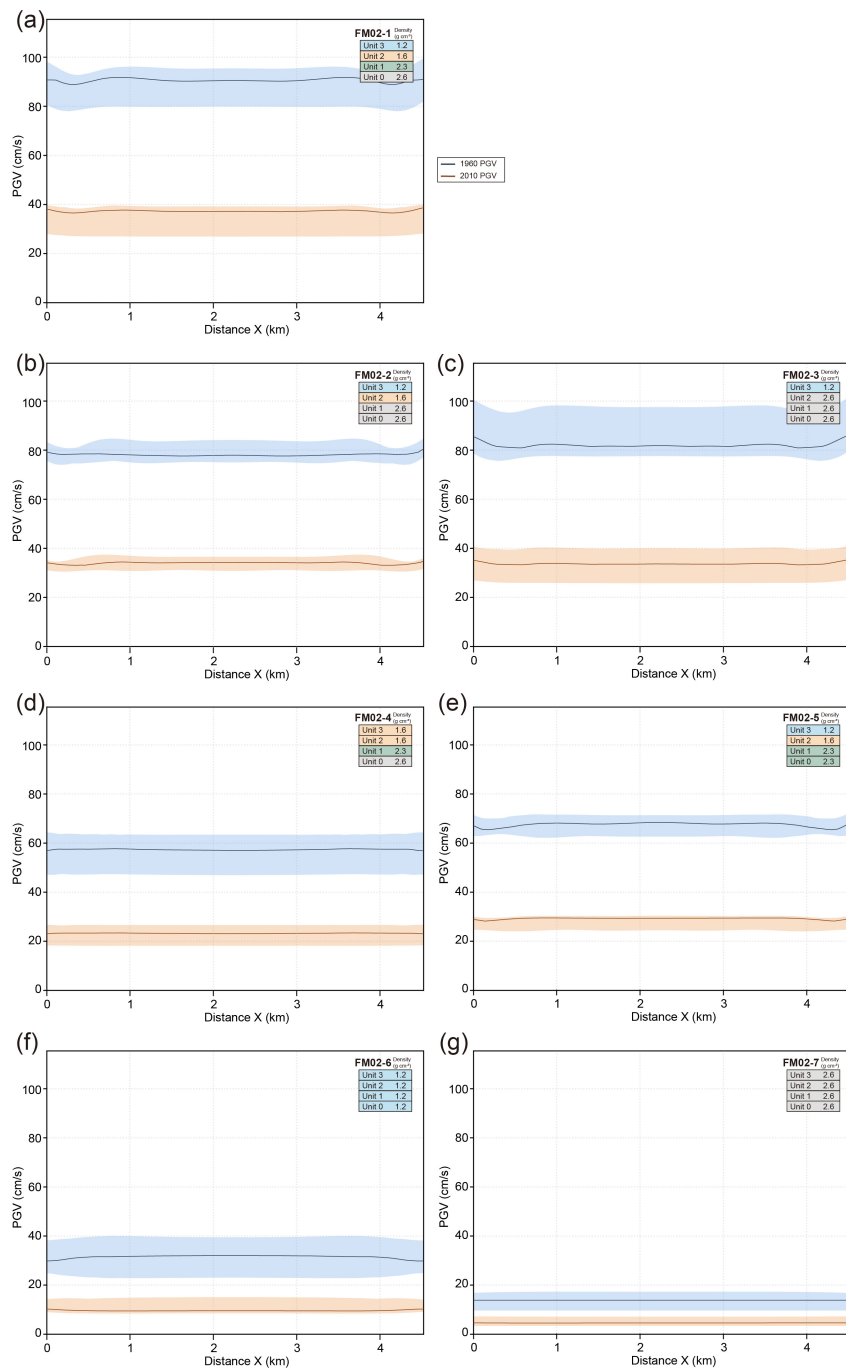 (a)
FM02-1 Density
(g cm⁻³)
Unit 3 1.2
Unit 2 1.6
Unit 1 2.3
Unit 0 2.6
100
80
60
40
20
0
PGV (cm/s)
0 1 2 3 4
Distance X (km)
1960 PGV
2010 PGV
(b)
FM02-2 Density
(g cm⁻³)
Unit 3 1.2
Unit 2 1.6
Unit 1 2.6
Unit 0 2.6
100
80
60
40
20
0
PGV (cm/s)
0 1 2 3 4
Distance X (km)
(c)
FM02-3 Density
(g cm⁻³)
Unit 3 1.2
Unit 2 2.6
Unit 1 2.6
Unit 0 2.6
100
80
60
40
20
0
PGV (cm/s)
0 1 2 3 4
Distance X (km)
(d)
FM02-4 Density
(g cm⁻³)
Unit 3 1.6
Unit 2 1.6
Unit 1 2.3
Unit 0 2.6
100
80
60
40
20
0
PGV (cm/s)
0 1 2 3 4
Distance X (km)
(e)
FM02-5 Density
(g cm⁻³)
Unit 3 1.2
Unit 2 1.6
Unit 1 2.3
Unit 0 2.3
100
80
60
40
20
0
PGV (cm/s)
0 1 2 3 4
Distance X (km)
(f)
FM02-6 Density
(g cm⁻³)
Unit 3 1.2
Unit 2 1.2
Unit 1 1.2
Unit 0 1.2
100
80
60
40
20
0
PGV (cm/s)
0 1 2 3 4
Distance X (km)
(g)
FM02-7 Density
(g cm⁻³)
Unit 3 2.6
Unit 2 2.6
Unit 1 2.6
Unit 0 2.6
100
80
60
40
20
0
PGV (cm/s)
0 1 2 3 4
Distance X (km)